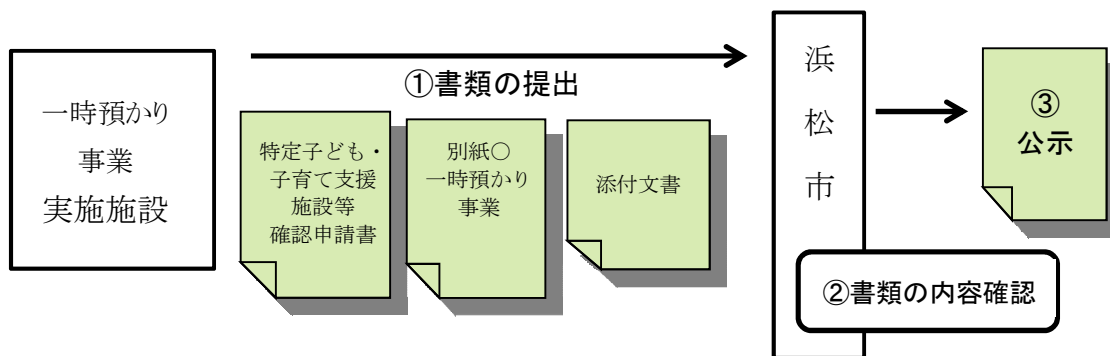 一時預かり
事業
実施施設
①書類の提出
特定子ども・
子育て支援
施設等
確認申請書
別紙○
一時預かり
事業
添付文書
浜
松
市
②書類の内容確認
③
公示